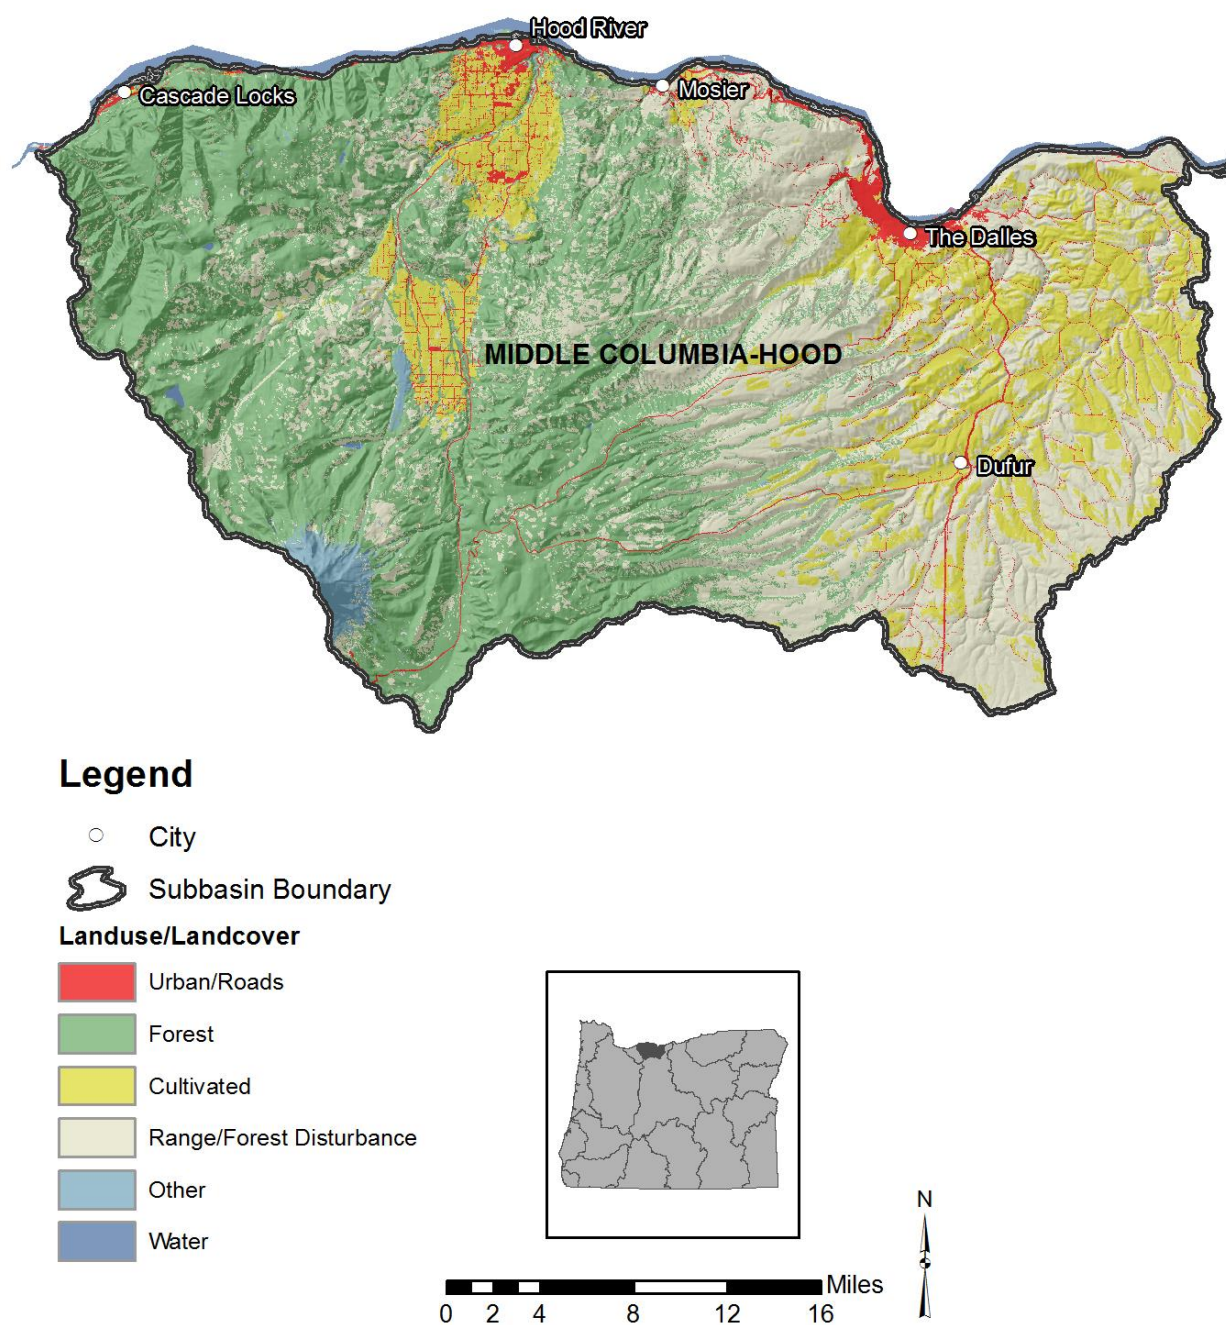 Hood River
Cascade Locks
Mosier
The Dalles
MIDDLE COLUMBIA-HOOD
Dufur
Legend
City
Subbasin Boundary
Landuse/Landcover
Urban/Roads
Forest
Cultivated
Range/Forest Disturbance
Other
Water
N
Miles
0 2 4 8 12 16